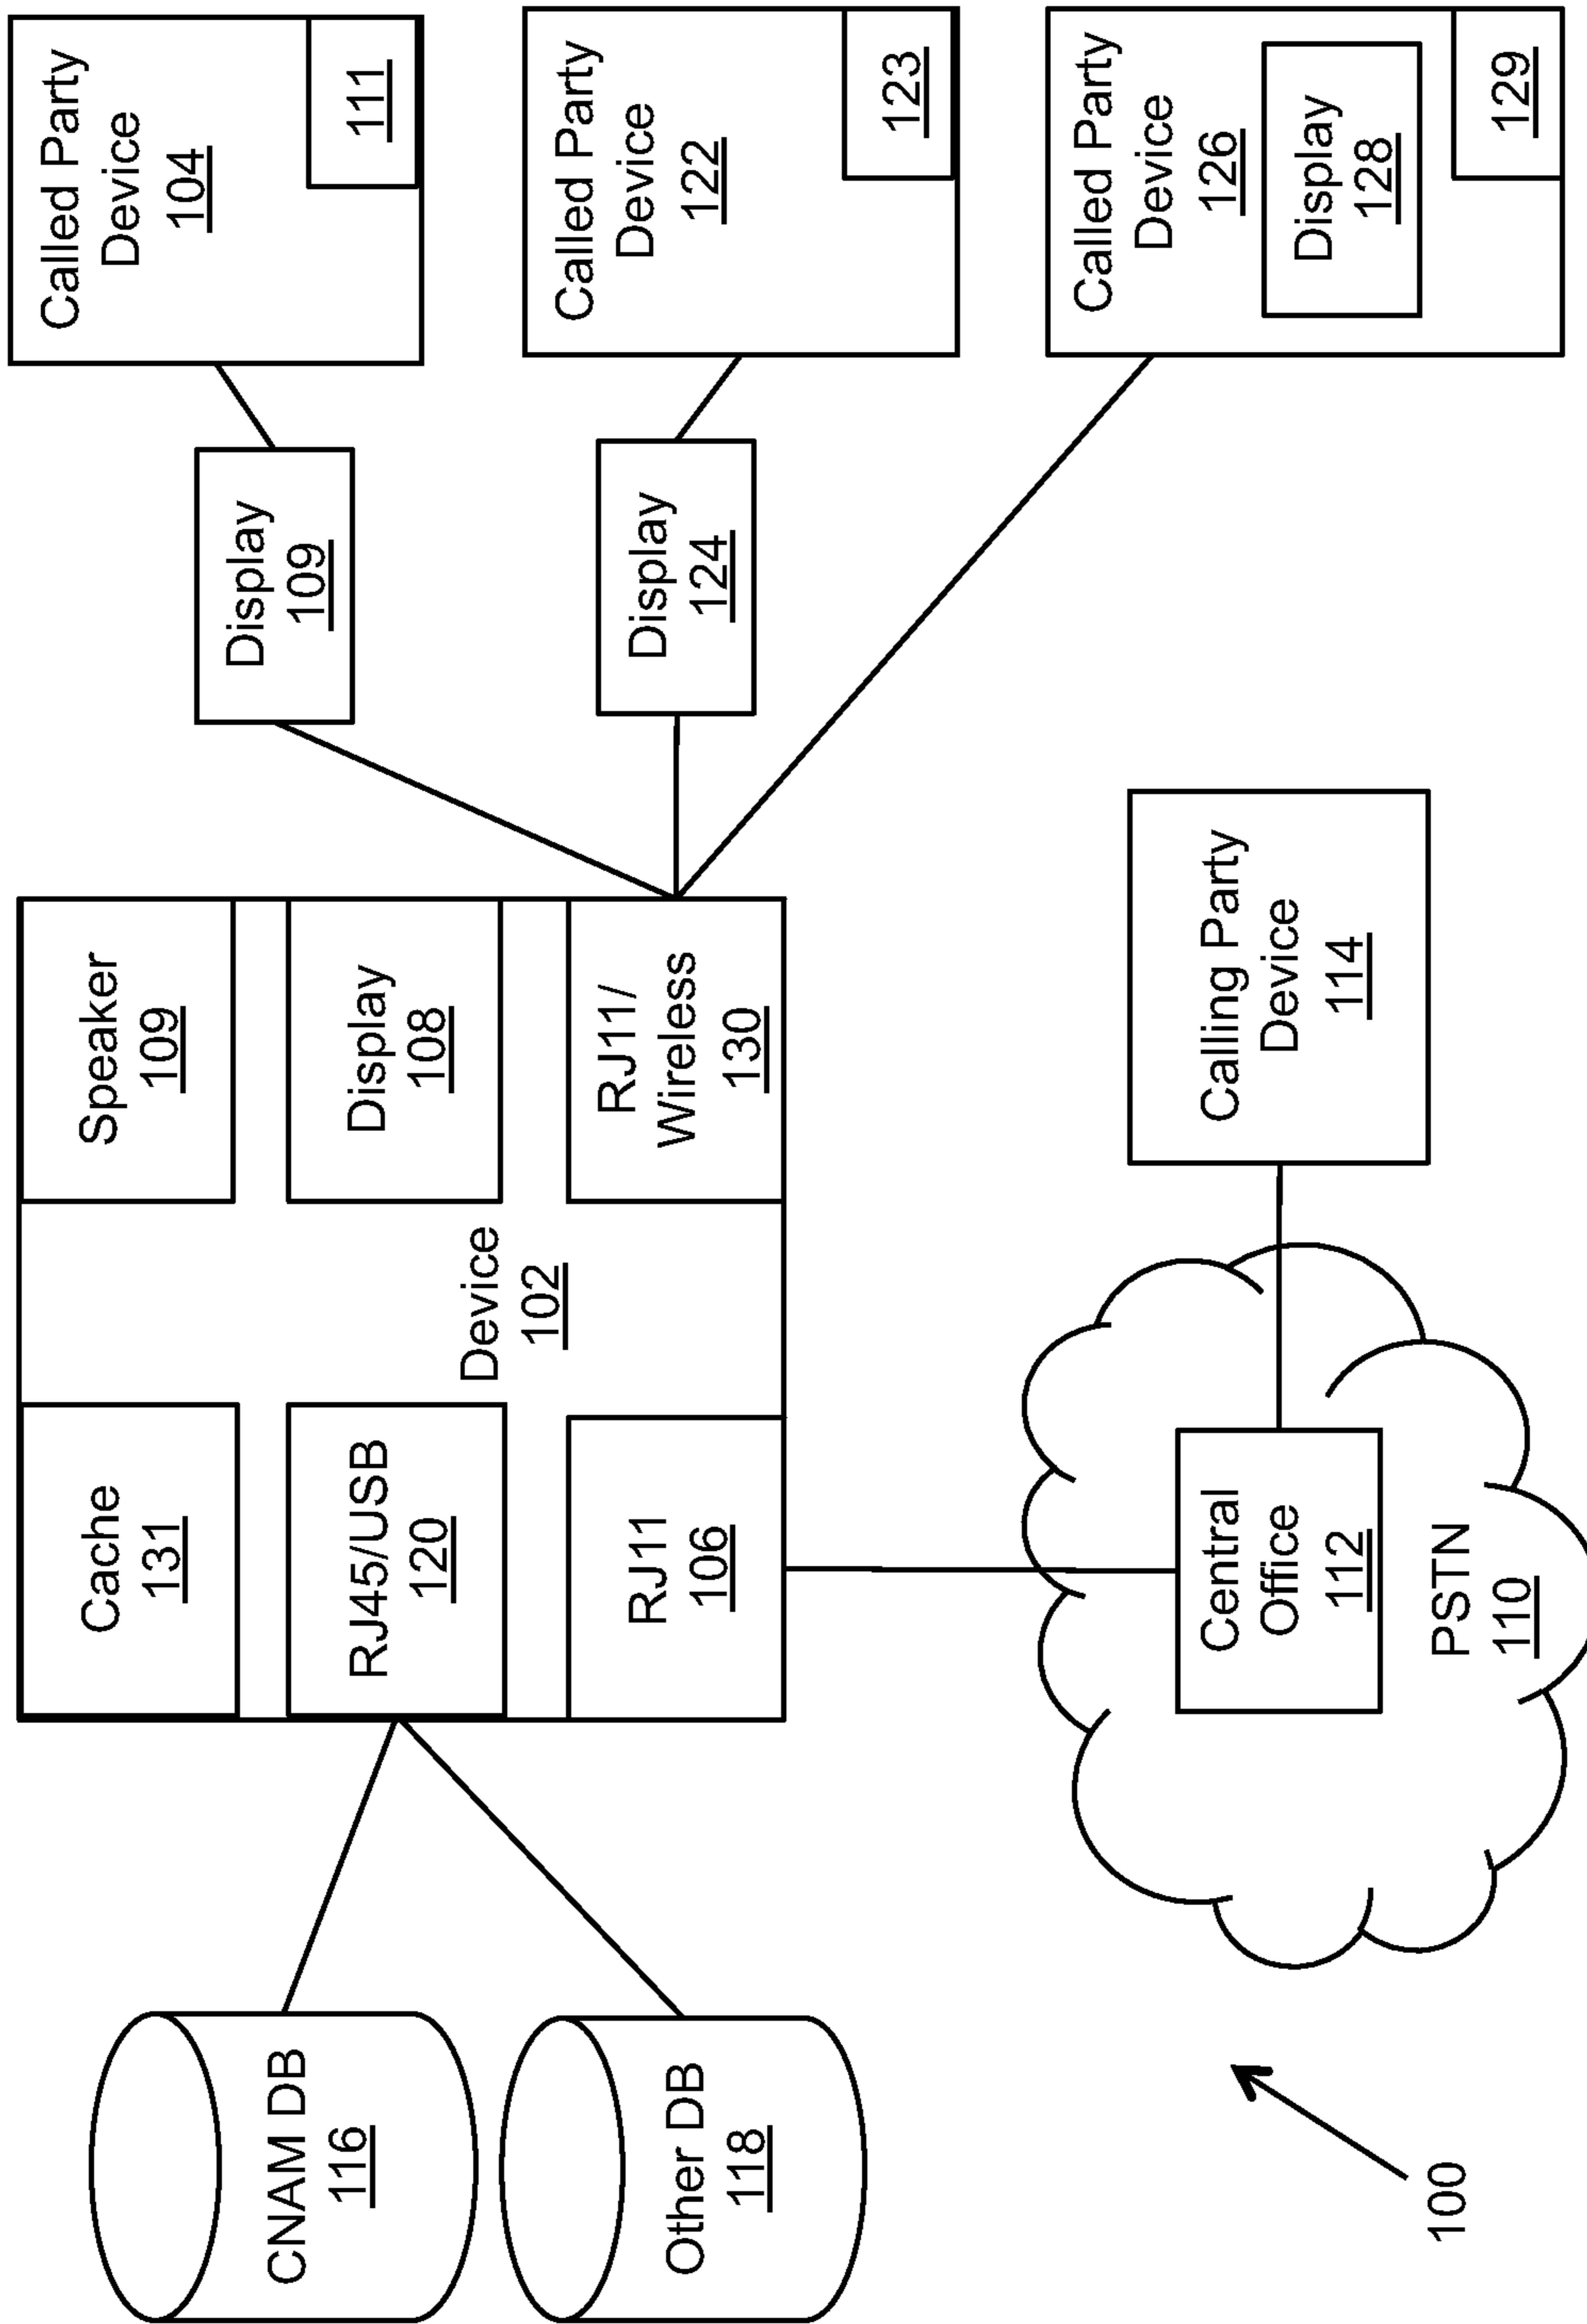 CNAM DB
116
Other DB
118
100
Cache
131
RJ45/USB
120
RJ11
106
Device
102
Speaker
109
Display
108
RJ11/
Wireless
130
Central
Office
112
PSTN
110
Calling Party
Device
114
Display
109
Display
124
Called Party
Device
104
111
Called Party
Device
122
123
Called Party
Device
126
Display
128
129